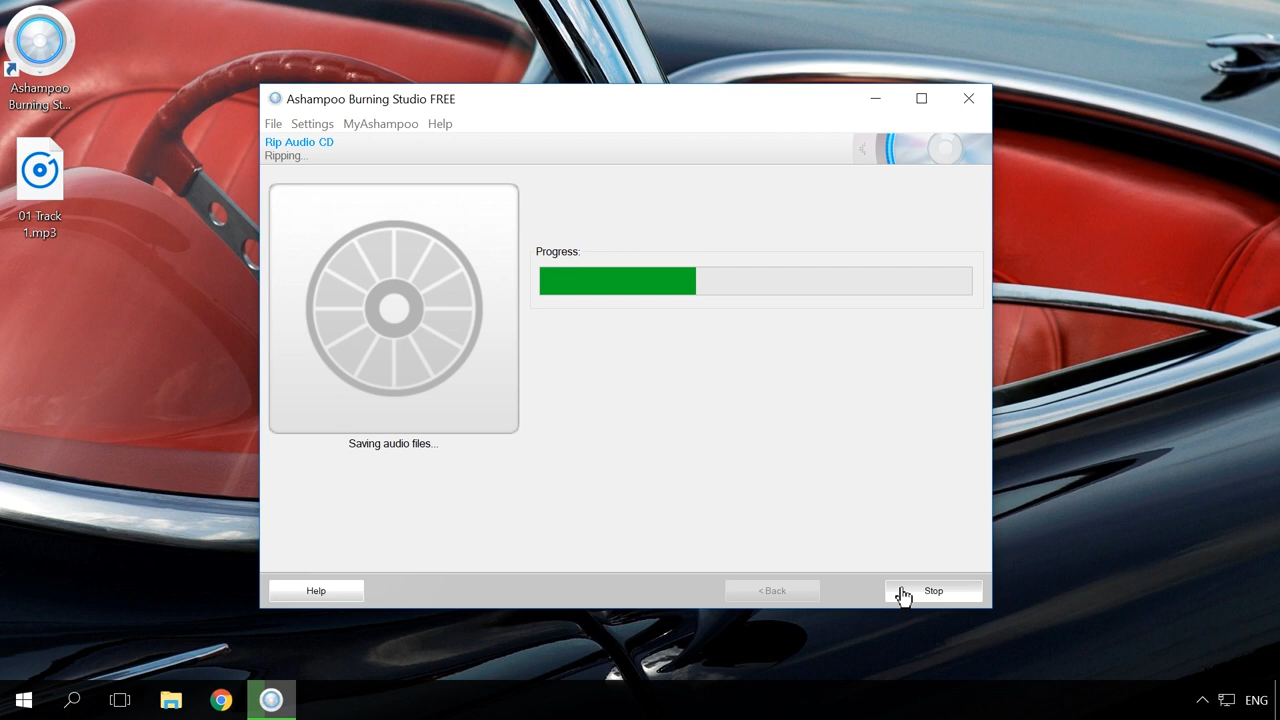 Ashampoo
Burning St...
01 Track
1.mp3
Ashampoo Burning Studio FREE
File Settings MyAshampoo Help
Rip Audio CD
Ripping...
Progress:
Saving audio files...
Help
< Back
Stop
ENG